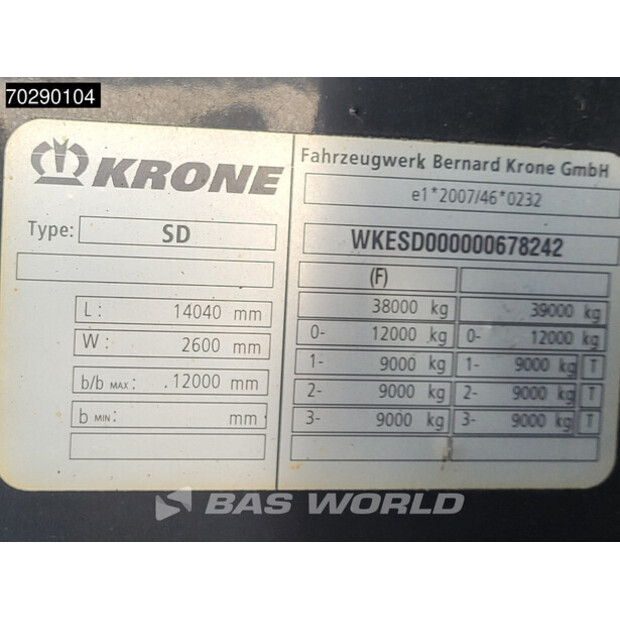 70290104
KRONE
Fahrzeugwerk Bernard Krone GmbH
e1*2007/46*0232
Type: SD
WKESD000000678242
(F)
L: 14040 mm
38000 kg 39000 kg
W: 2600 mm
0- 12000 kg 0- 12000 kg
b/b MAX: .12000 mm
1- 9000 kg 1- 9000 kg T
2- 9000 kg 2- 9000 kg T
b MIN: mm
3- 9000 kg 3- 9000 kg T
BAS WORLD